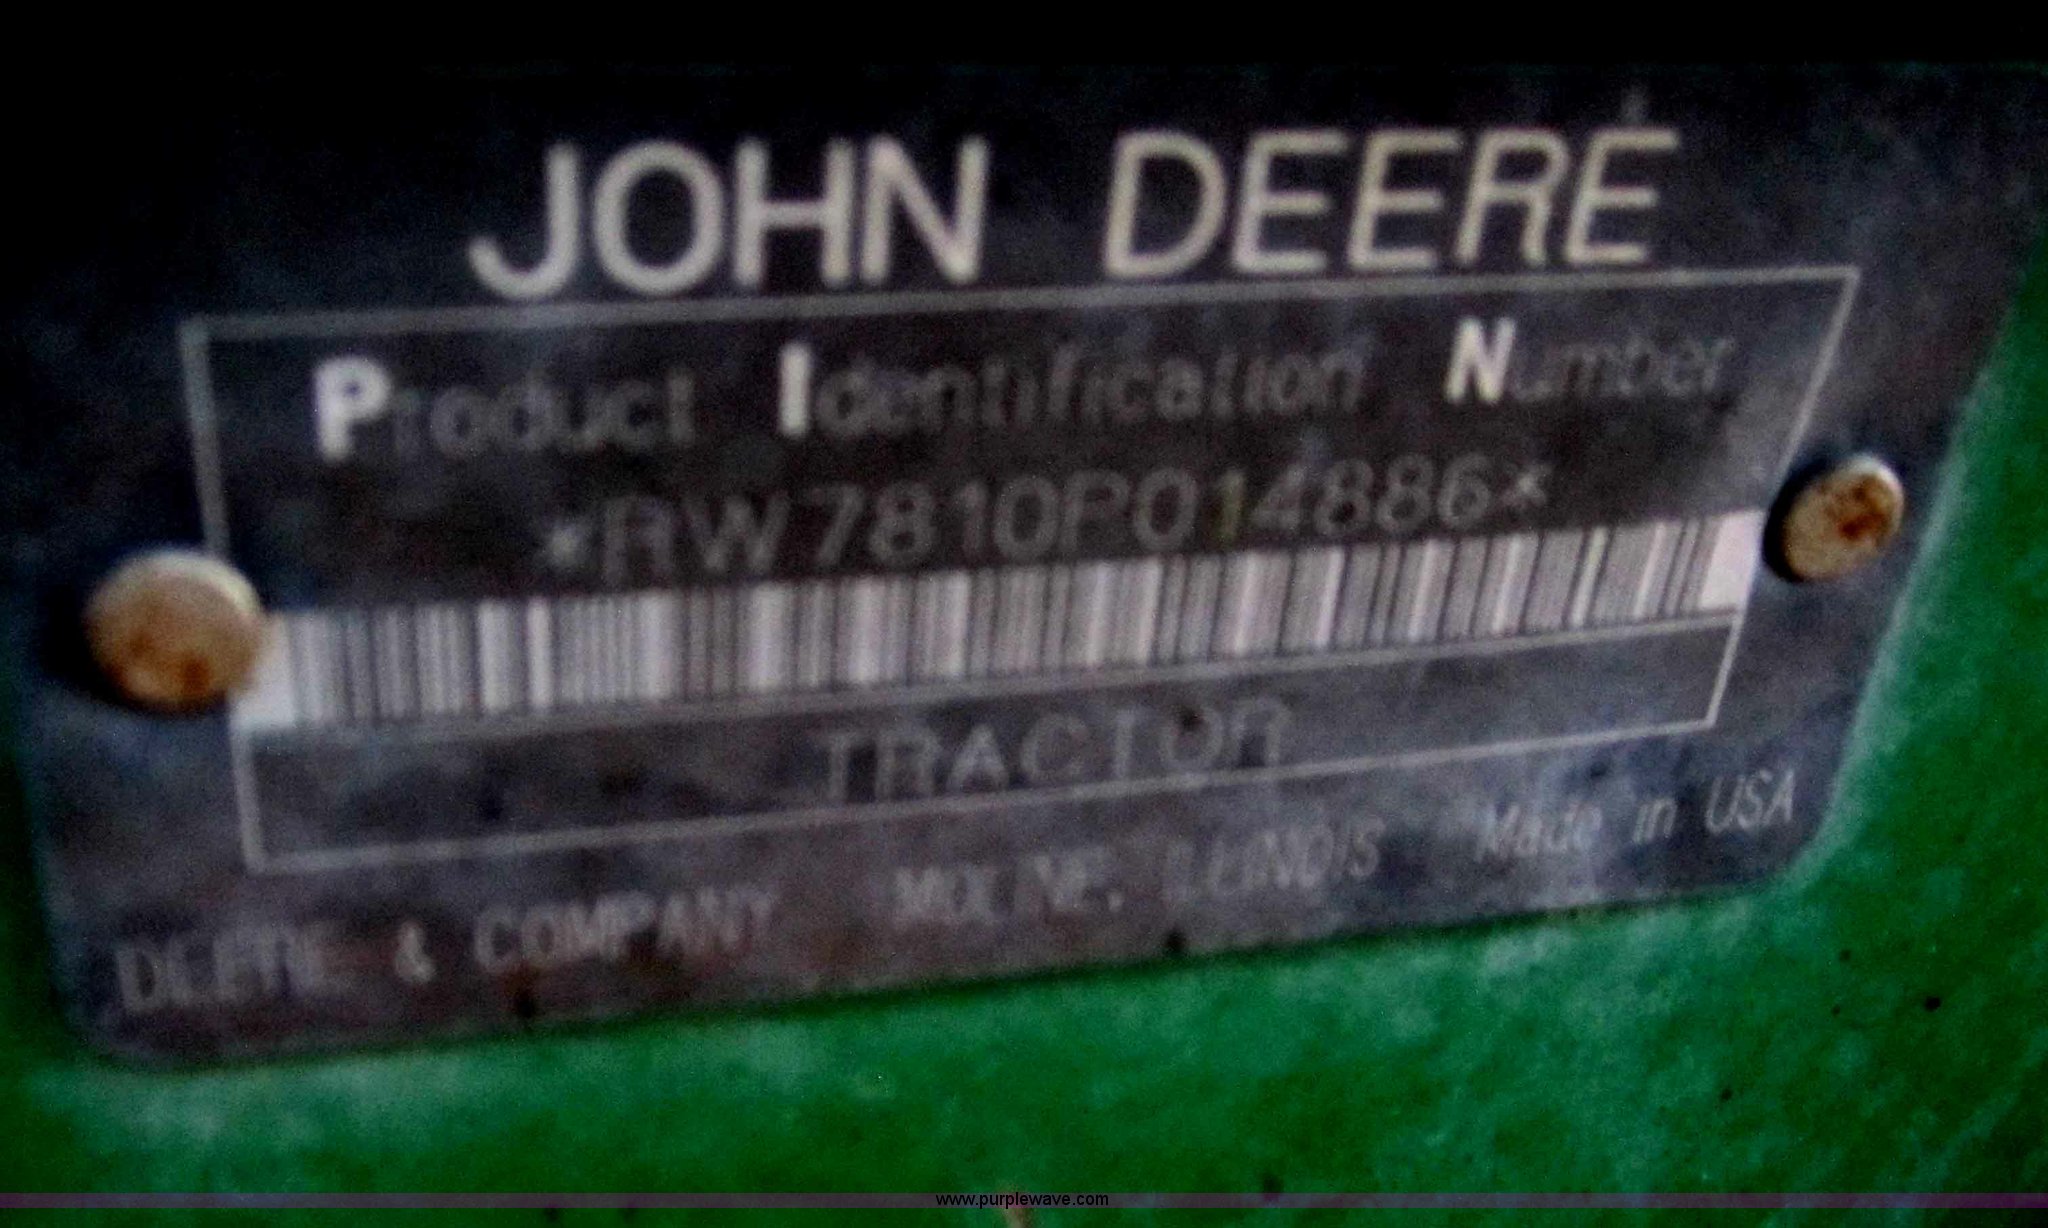 JOHN DEERE
Product Identification Number
*RW7810P014886*
TRACTOR
DEERE & COMPANY MOLINE, ILLINOIS Made in USA
www.purplewave.com